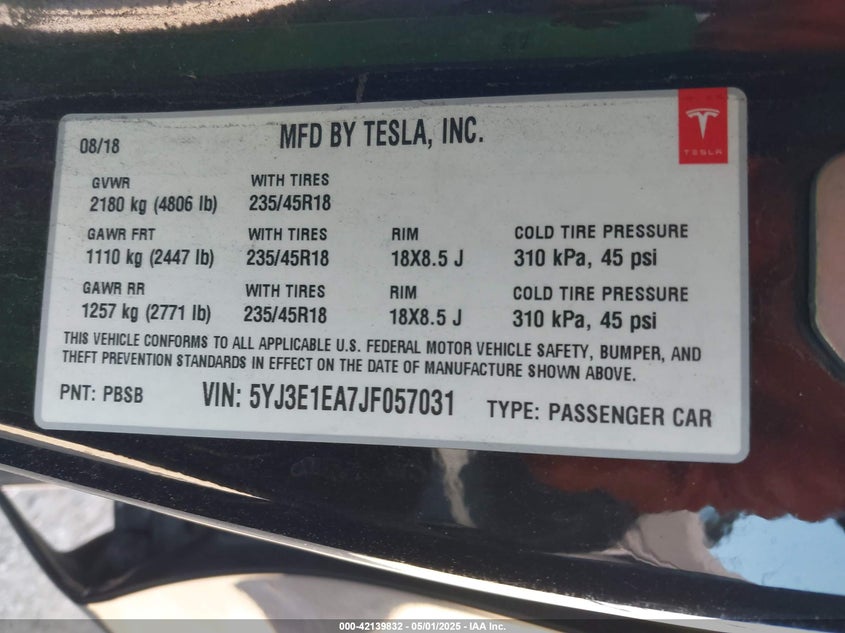 08/18
MFD BY TESLA, INC.
TESLA
GVWR WITH TIRES
2180 kg (4806 lb) 235/45R18
GAWR FRT WITH TIRES RIM COLD TIRE PRESSURE
1110 kg (2447 lb) 235/45R18 18X8.5 J 310 kPa, 45 psi
GAWR RR WITH TIRES RIM COLD TIRE PRESSURE
1257 kg (2771 lb) 235/45R18 18X8.5 J 310 kPa, 45 psi
THIS VEHICLE CONFORMS TO ALL APPLICABLE U.S. FEDERAL MOTOR VEHICLE SAFETY, BUMPER, AND
THEFT PREVENTION STANDARDS IN EFFECT ON THE DATE OF MANUFACTURE SHOWN ABOVE.
PNT: PBSB VIN: 5YJ3E1EA7JF057031 TYPE: PASSENGER CAR
000-42139832 - 05/01/2025 - IAA Inc.